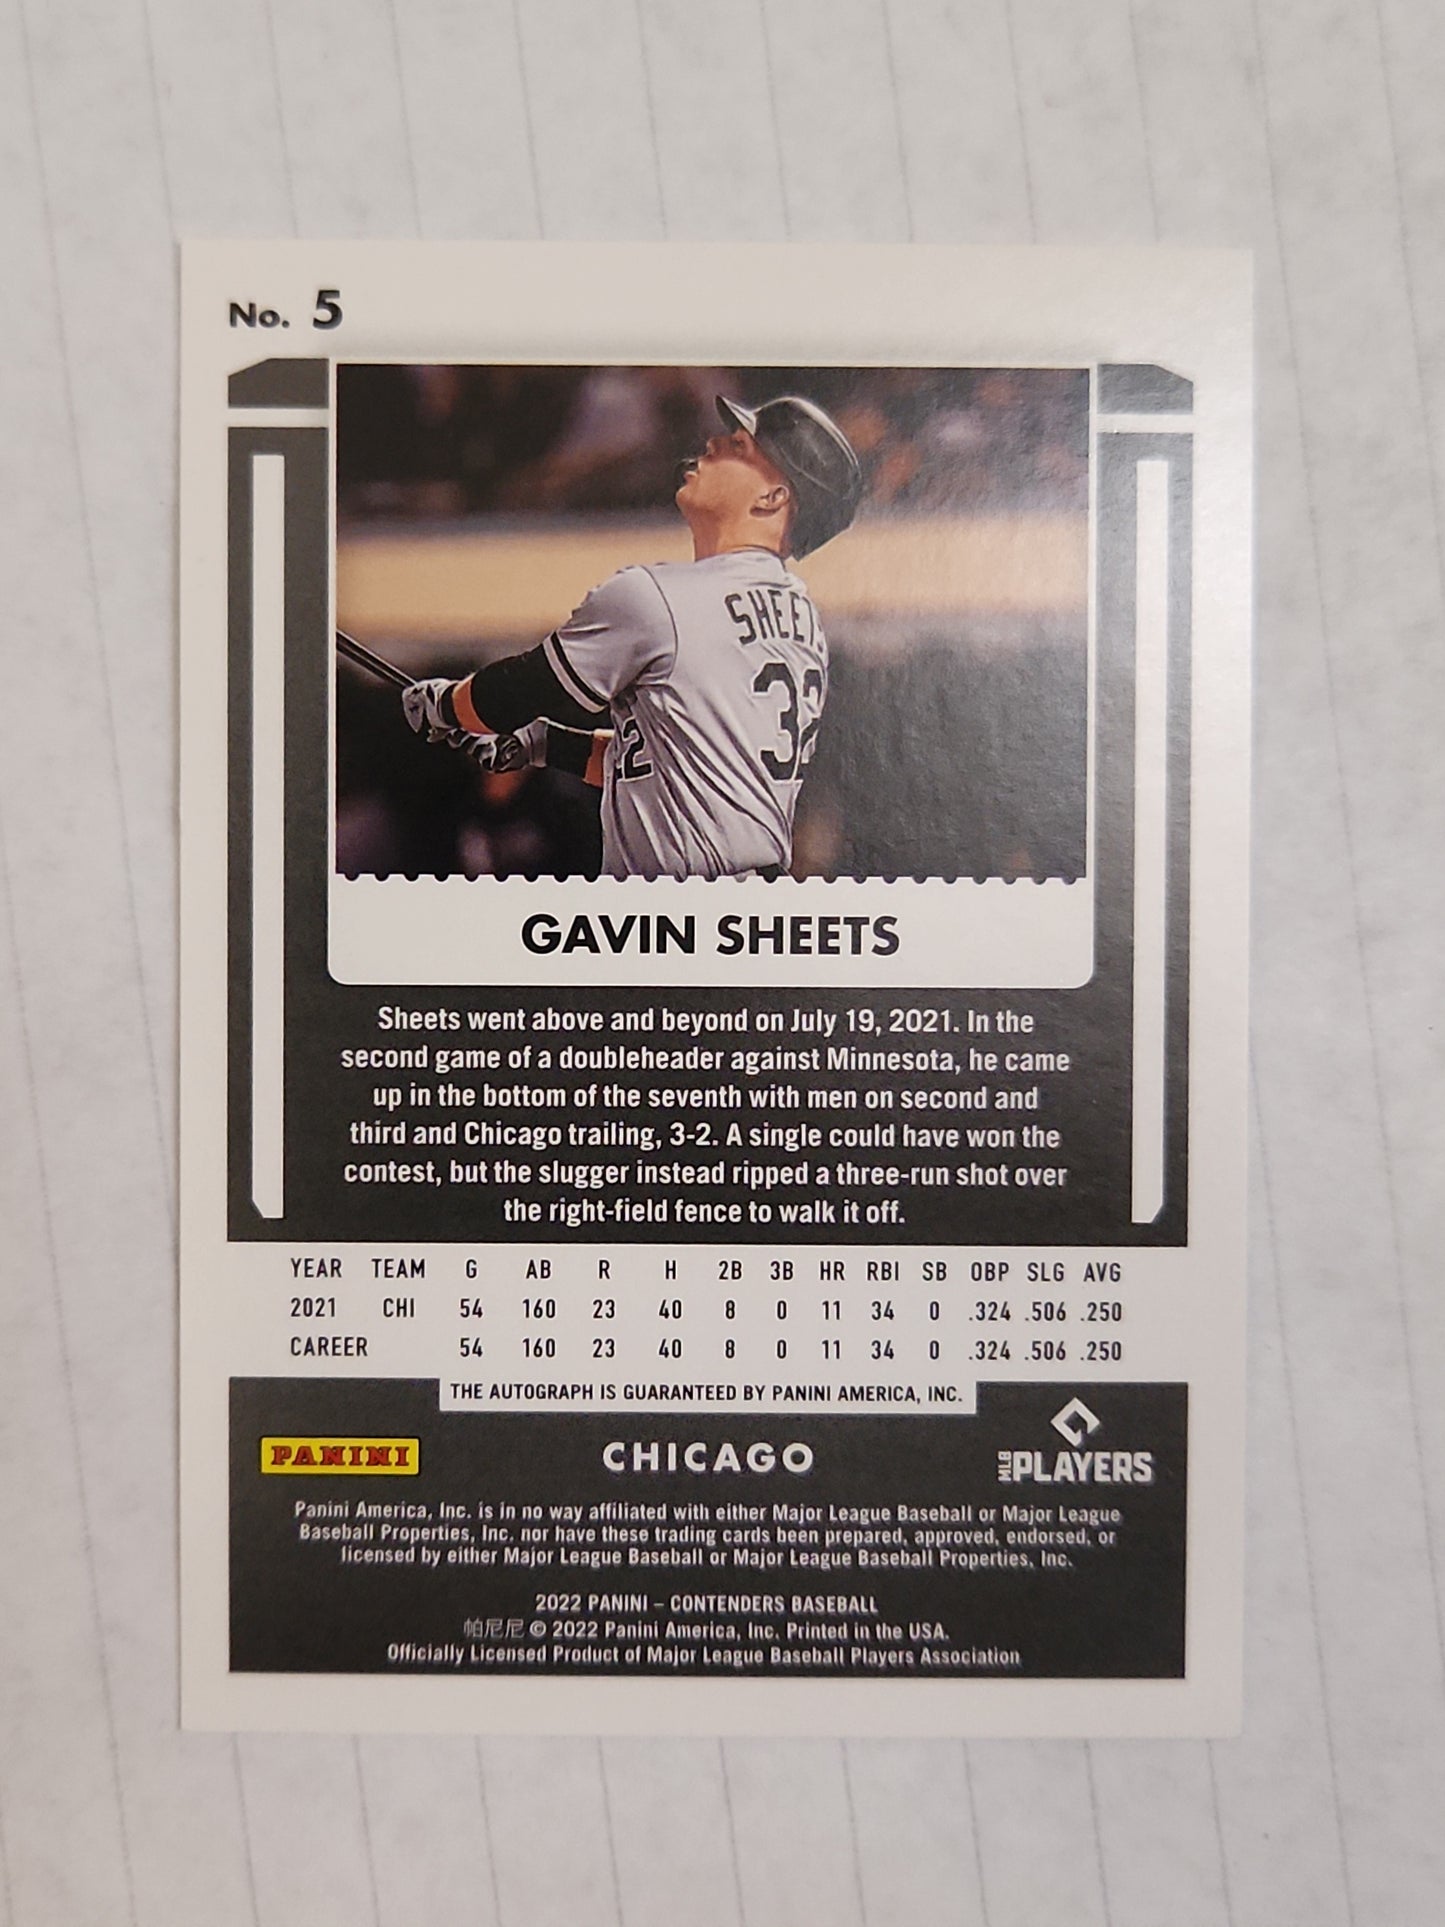 No. 5
SHEETS
32
32
GAVIN SHEETS
Sheets went above and beyond on July 19, 2021. In the
second game of a doubleheader against Minnesota, he came
up in the bottom of the seventh with men on second and
third and Chicago trailing, 3-2. A single could have won the
contest, but the slugger instead ripped a three-run shot over
the right-field fence to walk it off.
YEAR TEAM G AB R H 2B 3B HR RBI SB OBP SLG AVG
2021 CHI 54 160 23 40 8 0 11 34 0 .324 .506 .250
CAREER 54 160 23 40 8 0 11 34 0 .324 .506 .250
THE AUTOGRAPH IS GUARANTEED BY PANINI AMERICA, INC.
PANINI CHICAGO MLB PLAYERS
Panini America, Inc. is in no way affiliated with either Major League Baseball or Major League
Baseball Properties, Inc. nor have these trading cards been prepared, approved, endorsed, or
licensed by either Major League Baseball or Major League Baseball Properties, Inc.
2022 PANINI – CONTENDERS BASEBALL
帕尼尼 © 2022 Panini America, Inc. Printed in the USA.
Officially Licensed Product of Major League Baseball Players Association